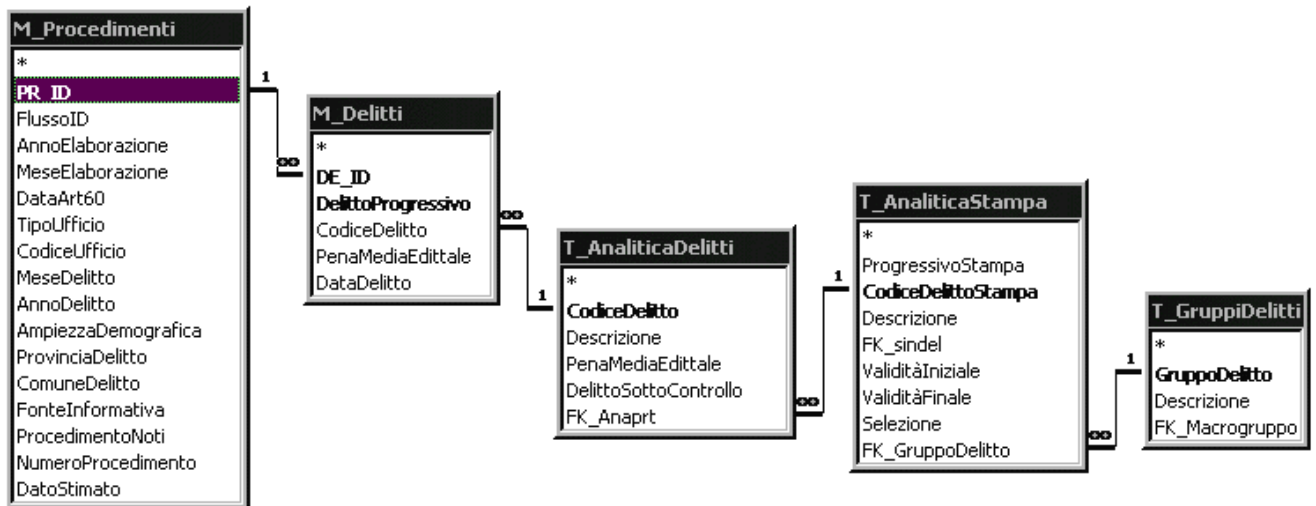 M_Procedimenti
*
PR_ID
FlussoID
AnnoElaborazione
MeseElaborazione
DataArt60
TipoUfficio
CodiceUfficio
MeseDelitto
AnnoDelitto
AmpiezzaDemografica
ProvinciaDelitto
ComuneDelitto
FonteInformativa
ProcedimentoNoti
NumeroProcedimento
DatoStimato
1
∞
M_Delitti
*
DE_ID
DelittoProgressivo
CodiceDelitto
PenaMediaEdittale
DataDelitto
∞
1
T_AnaliticaDelitti
*
CodiceDelitto
Descrizione
PenaMediaEdittale
DelittoSottoControllo
FK_Anaprt
1
∞
T_AnaliticaStampa
*
ProgressivoStampa
CodiceDelittoStampa
Descrizione
FK_sindel
ValiditàIniziale
ValiditàFinale
Selezione
FK_GruppoDelitto
1
∞
T_GruppiDelitti
*
GruppoDelitto
Descrizione
FK_Macrogruppo